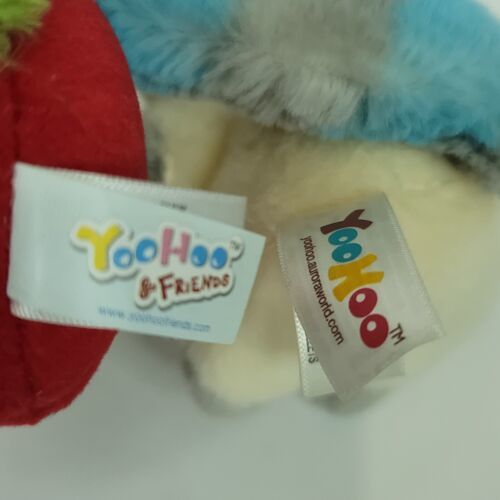 YooHoo™
& FRIENDS
www.yoohoofriends.com
YooHoo™
yoohoo.auroraworld.com